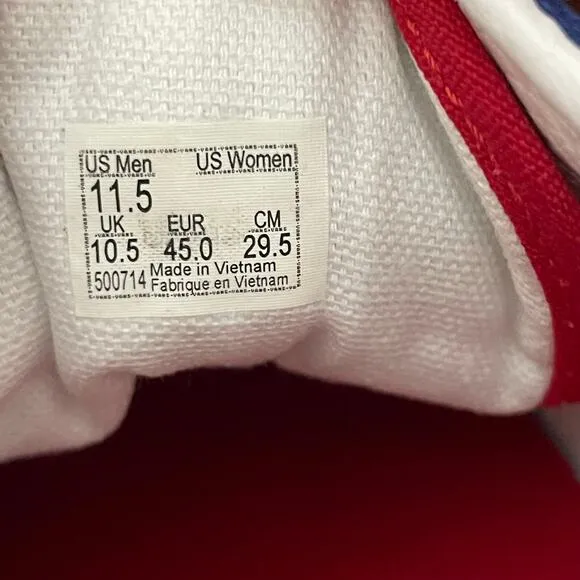 US Men US Women
11.5
UK EUR CM
10.5 45.0 29.5
500714 Made in Vietnam
Fabrique en Vietnam